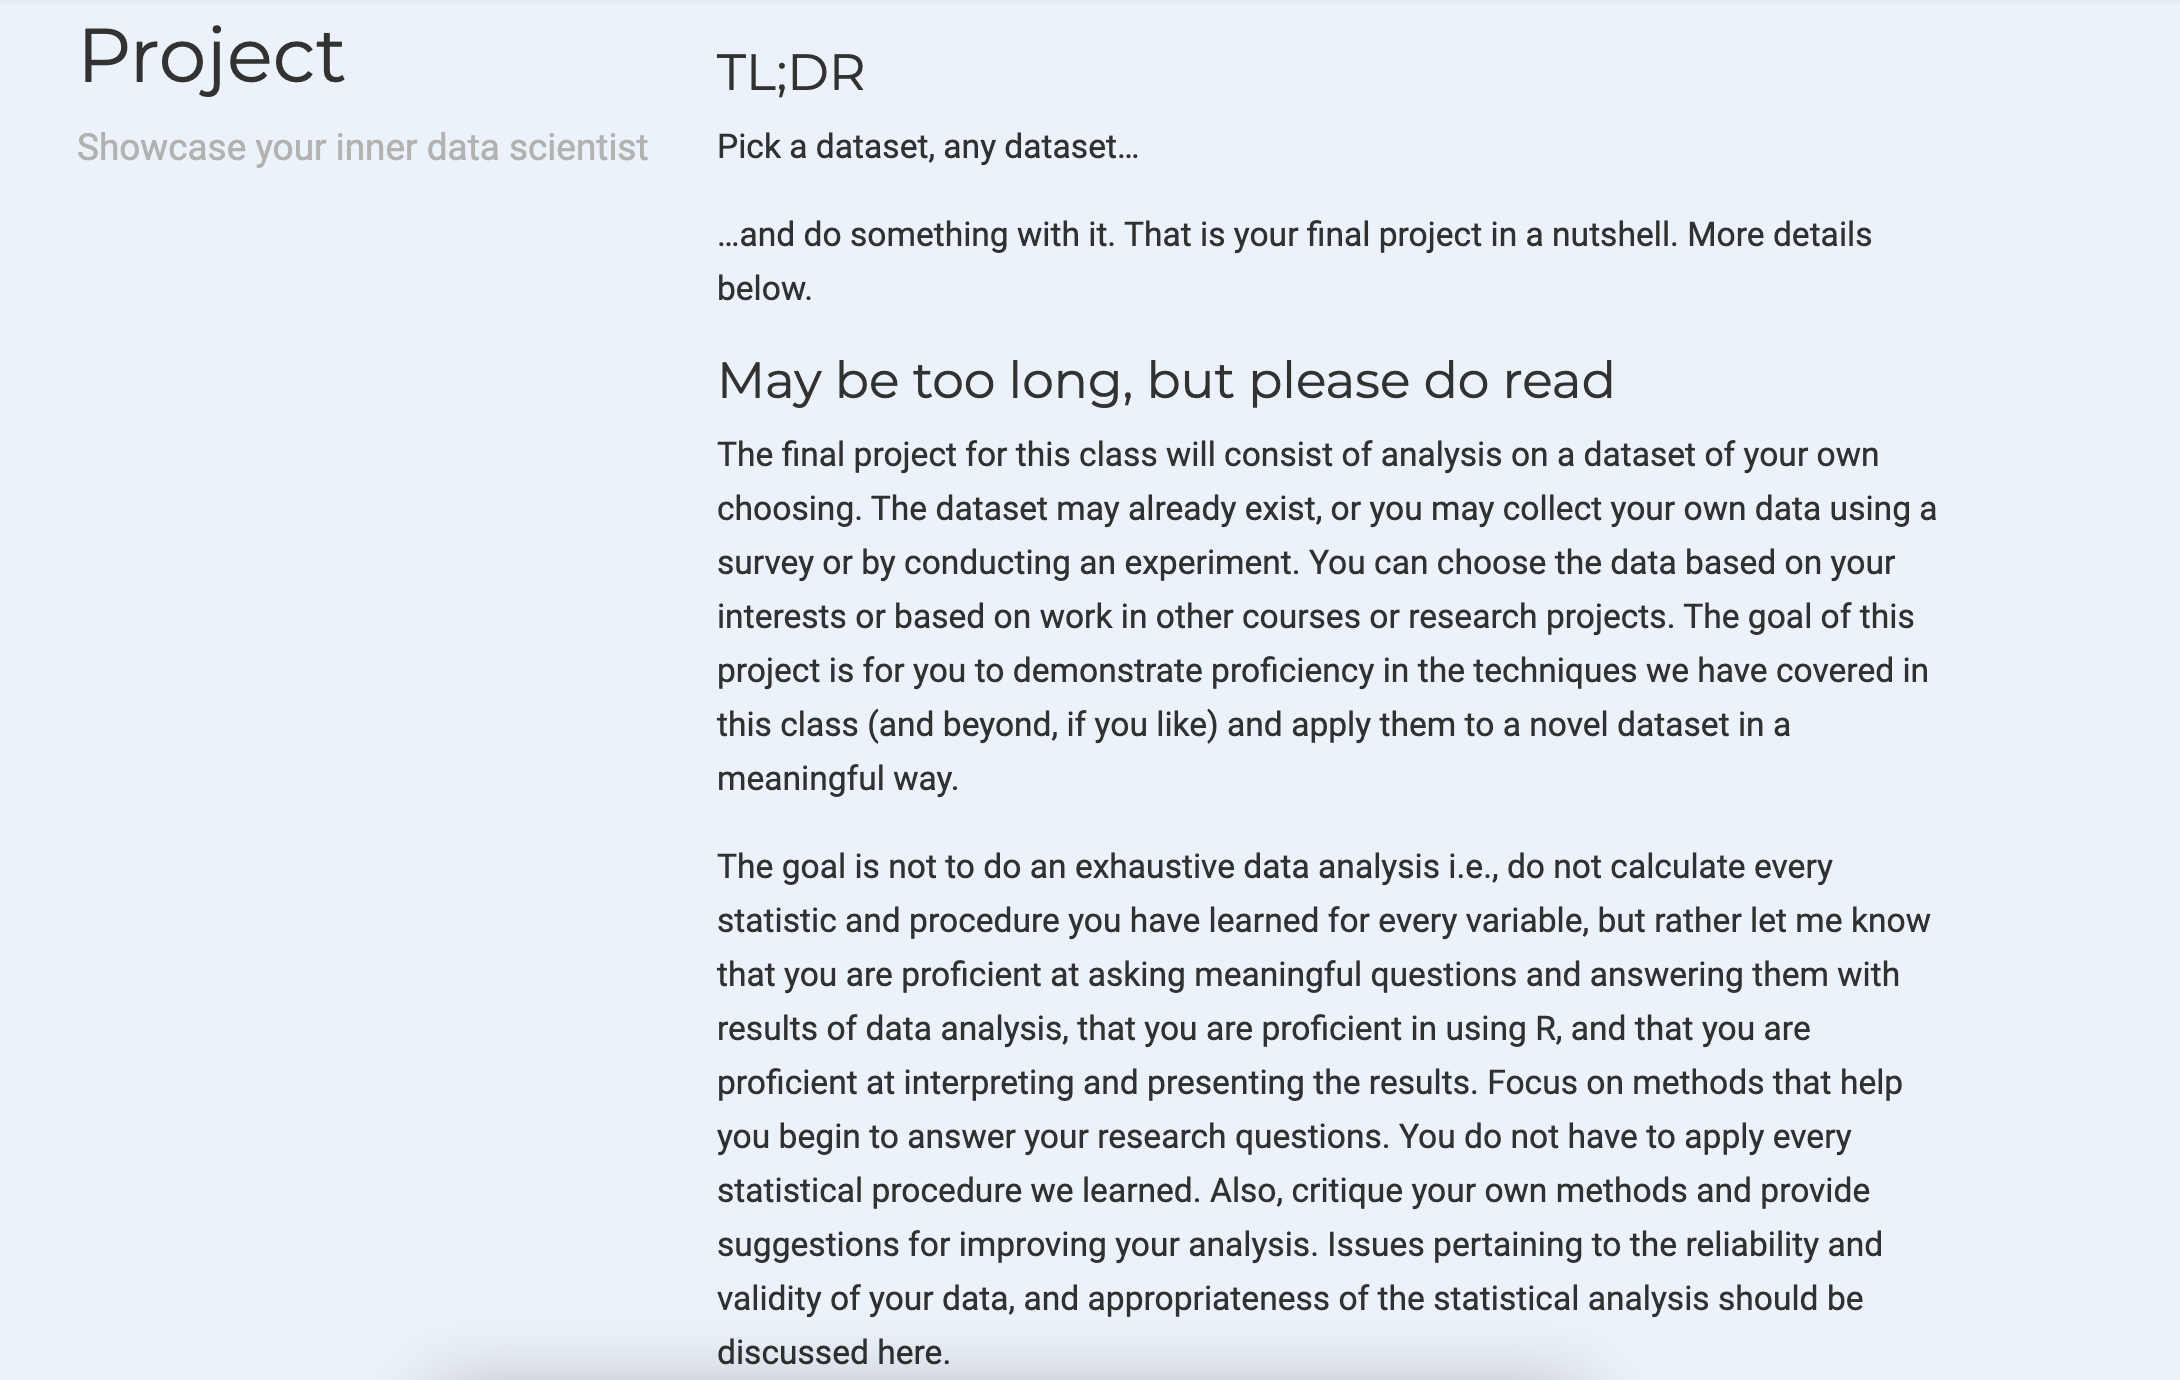 Project
Showcase your inner data scientist
TL;DR
Pick a dataset, any dataset…
…and do something with it. That is your final project in a nutshell. More details
below.
May be too long, but please do read
The final project for this class will consist of analysis on a dataset of your own
choosing. The dataset may already exist, or you may collect your own data using a
survey or by conducting an experiment. You can choose the data based on your
interests or based on work in other courses or research projects. The goal of this
project is for you to demonstrate proficiency in the techniques we have covered in
this class (and beyond, if you like) and apply them to a novel dataset in a
meaningful way.
The goal is not to do an exhaustive data analysis i.e., do not calculate every
statistic and procedure you have learned for every variable, but rather let me know
that you are proficient at asking meaningful questions and answering them with
results of data analysis, that you are proficient in using R, and that you are
proficient at interpreting and presenting the results. Focus on methods that help
you begin to answer your research questions. You do not have to apply every
statistical procedure we learned. Also, critique your own methods and provide
suggestions for improving your analysis. Issues pertaining to the reliability and
validity of your data, and appropriateness of the statistical analysis should be
discussed here.